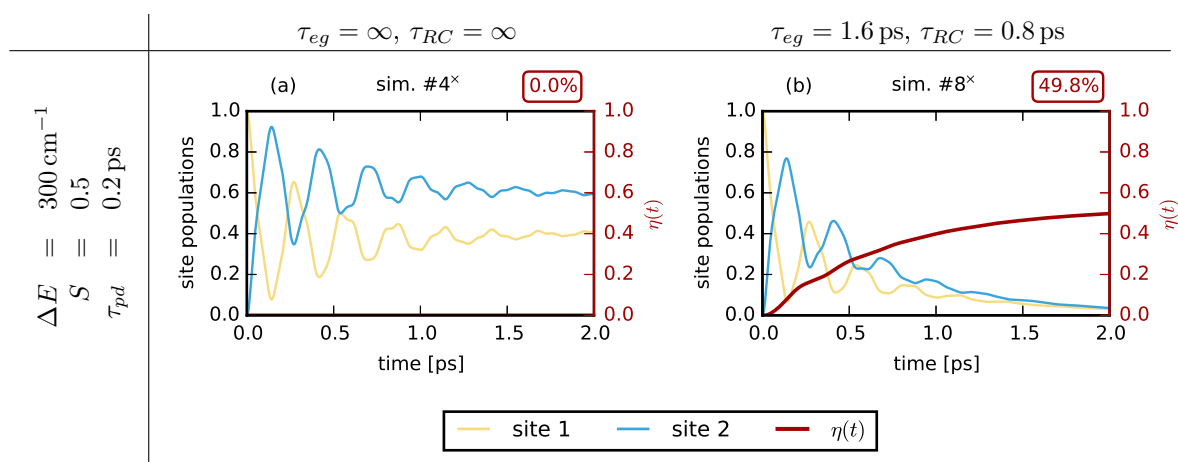 τ_eg = ∞, τ_RC = ∞
τ_eg = 1.6 ps, τ_RC = 0.8 ps
ΔE = 300 cm⁻¹
S = 0.5
τ_pd = 0.2 ps
(a) sim. #4× 0.0%
1.0 0.8 0.6 0.4 0.2 0.0
site populations
1.0 0.8 0.6 0.4 0.2 0.0
η(t)
0.0 0.5 1.0 1.5 2.0
time [ps]
(b) sim. #8× 49.8%
1.0 0.8 0.6 0.4 0.2 0.0
site populations
1.0 0.8 0.6 0.4 0.2 0.0
η(t)
0.0 0.5 1.0 1.5 2.0
time [ps]
site 1 site 2 η(t)